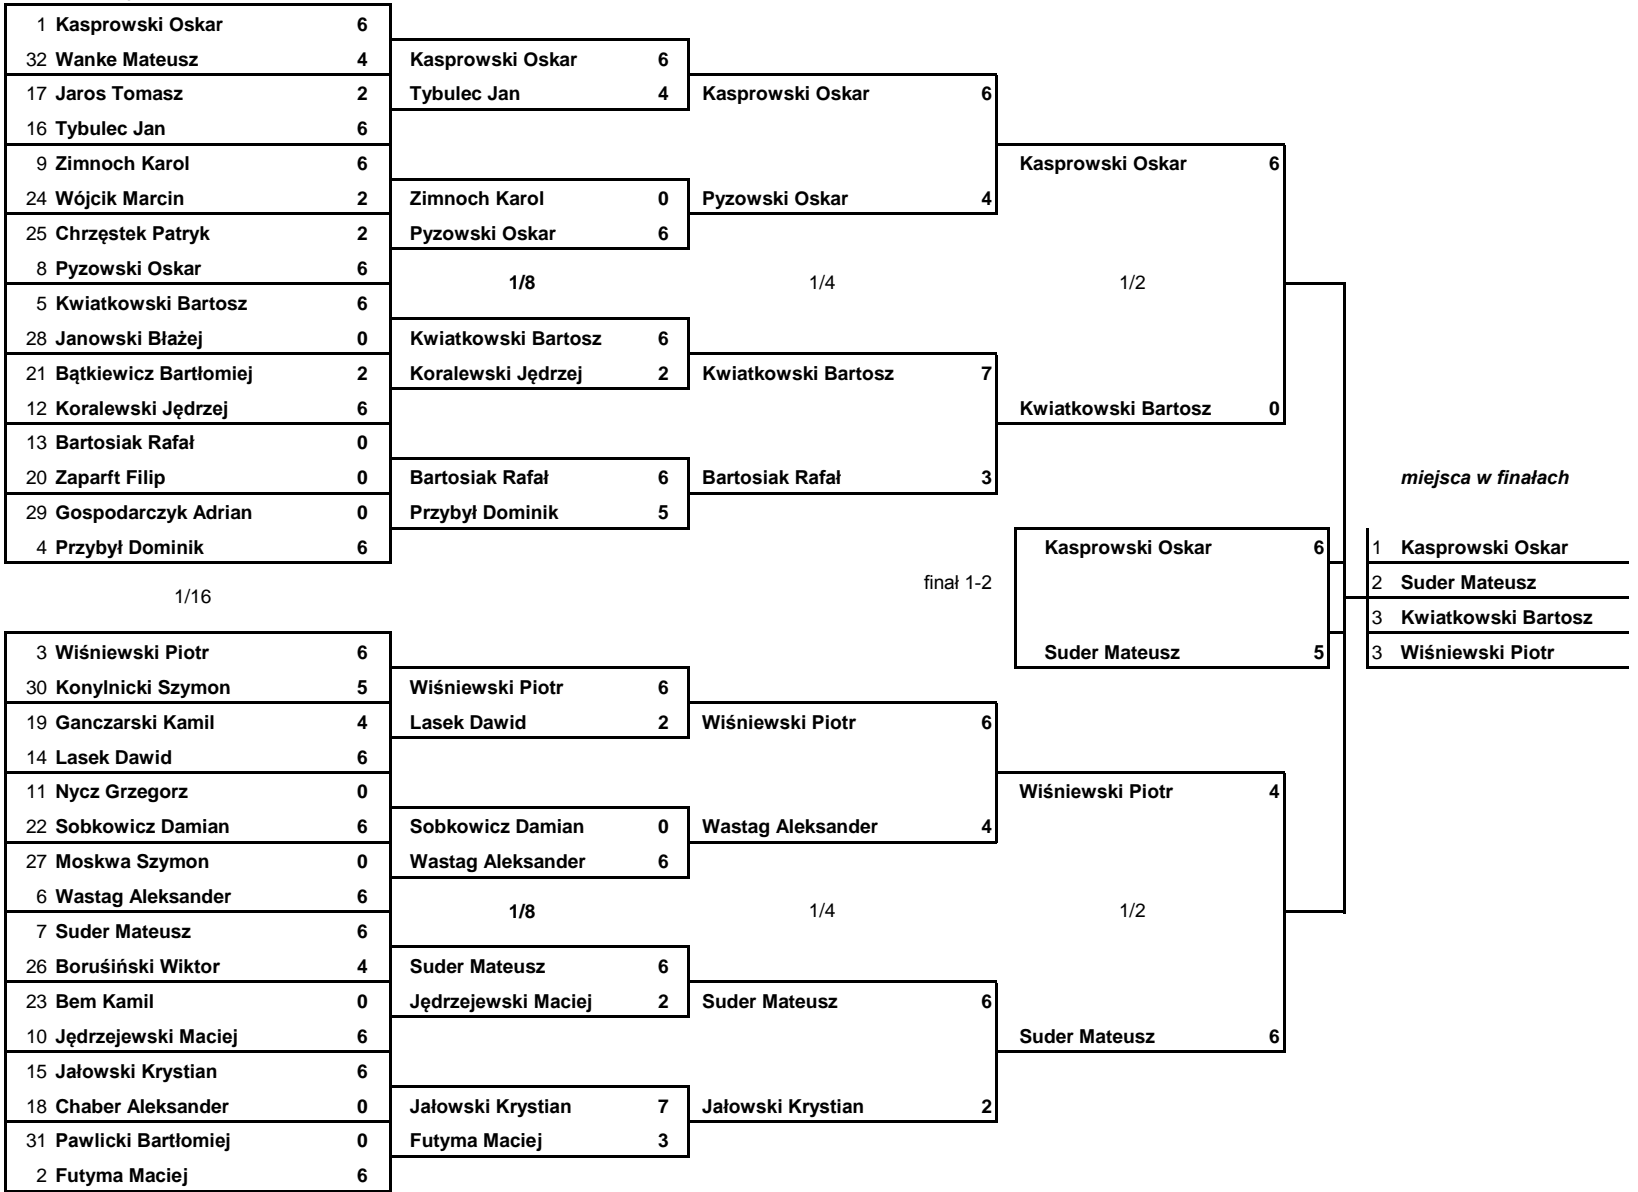 1 Kasprowski Oskar 6
32 Wanke Mateusz 4
17 Jaros Tomasz 2
16 Tybulec Jan 6
9 Zimnoch Karol 6
24 Wójcik Marcin 2
25 Chrzęstek Patryk 2
8 Pyzowski Oskar 6
5 Kwiatkowski Bartosz 6
28 Janowski Błażej 0
21 Bątkiewicz Bartłomiej 2
12 Koralewski Jędrzej 6
13 Bartosiak Rafał 0
20 Zaparft Filip 0
29 Gospodarczyk Adrian 0
4 Przybył Dominik 6
1/16
3 Wiśniewski Piotr 6
30 Konylnicki Szymon 5
19 Ganczarski Kamil 4
14 Lasek Dawid 6
11 Nycz Grzegorz 0
22 Sobkowicz Damian 6
27 Moskwa Szymon 0
6 Wastag Aleksander 6
7 Suder Mateusz 6
26 Boruśiński Wiktor 4
23 Bem Kamil 0
10 Jędrzejewski Maciej 6
15 Jałowski Krystian 6
18 Chaber Aleksander 0
31 Pawlicki Bartłomiej 0
2 Futyma Maciej 6
Kasprowski Oskar 6
Tybulec Jan 4
Zimnoch Karol 0
Pyzowski Oskar 6
1/8
Kwiatkowski Bartosz 6
Koralewski Jędrzej 2
Bartosiak Rafał 6
Przybył Dominik 5
Wiśniewski Piotr 6
Lasek Dawid 2
Sobkowicz Damian 0
Wastag Aleksander 6
1/8
Suder Mateusz 6
Jędrzejewski Maciej 2
Jałowski Krystian 7
Futyma Maciej 3
Kasprowski Oskar 6
Pyzowski Oskar 4
1/4
Kwiatkowski Bartosz 7
Bartosiak Rafał 3
Wiśniewski Piotr 6
Wastag Aleksander 4
1/4
Suder Mateusz 6
Jałowski Krystian 2
Kasprowski Oskar 6
1/2
Kwiatkowski Bartosz 0
Wiśniewski Piotr 4
1/2
Suder Mateusz 6
finał 1-2
Kasprowski Oskar 6
Suder Mateusz 5
miejsca w finałach
1 Kasprowski Oskar
2 Suder Mateusz
3 Kwiatkowski Bartosz
3 Wiśniewski Piotr